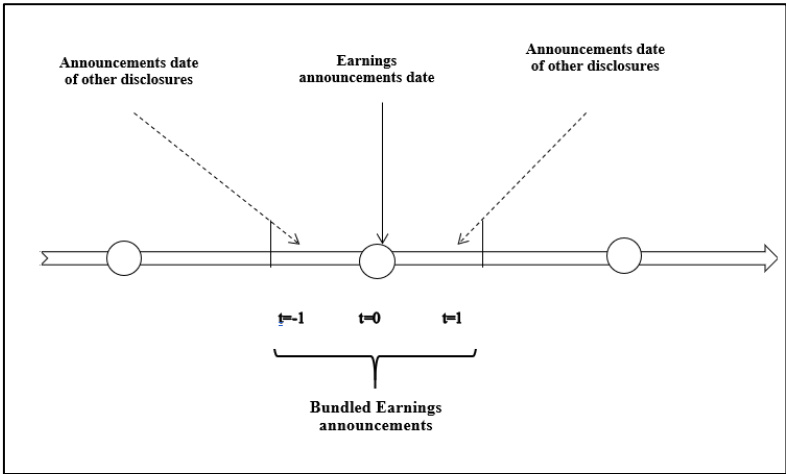 Announcements date
of other disclosures
Earnings
announcements date
Announcements date
of other disclosures
t=-1
t=0
t=1
Bundled Earnings
announcements